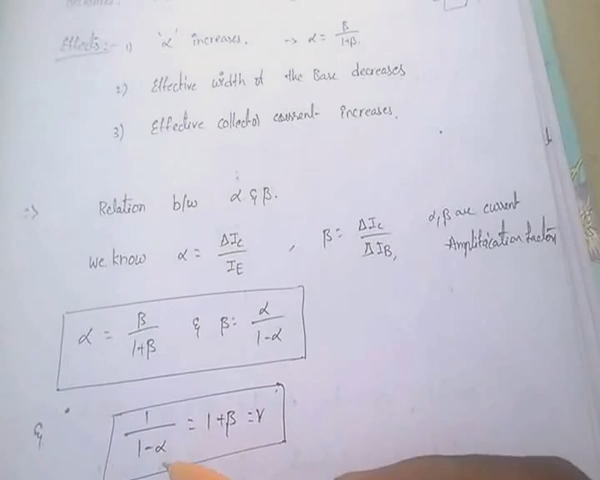 Effects:- 1) 'α' increases. → α = β/1+β
2) Effective width of the Base decreases
3) Effective collector current increases.
⇒ Relation b/w α & β.
we know α = ΔIc/IE , β = ΔIc/ΔIB, α, β are current
Amplification factor
α = β/1+β & β = α/1-α
& 1/1-α = 1+β = γ